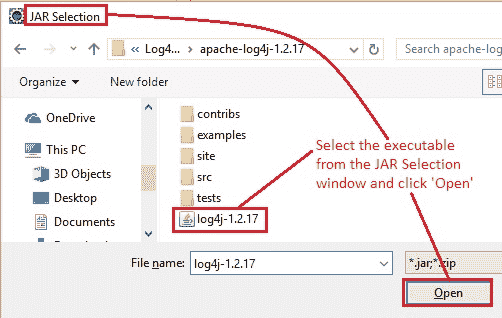 JAR Selection
Log4... > apache-log4j-1.2.17
Search apache-log
Organize
New folder
OneDrive
This PC
3D Objects
Desktop
Documents
contribs
examples
site
src
tests
log4j-1.2.17
Select the executable
from the JAR Selection
window and click 'Open'
File name: log4j-1.2.17
*.jar;*.zip
Open